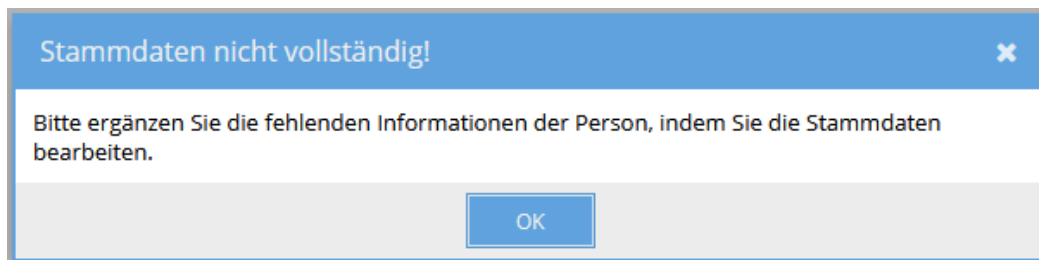 Stammdaten nicht vollständig!
Bitte ergänzen Sie die fehlenden Informationen der Person, indem Sie die Stammdaten
bearbeiten.
OK